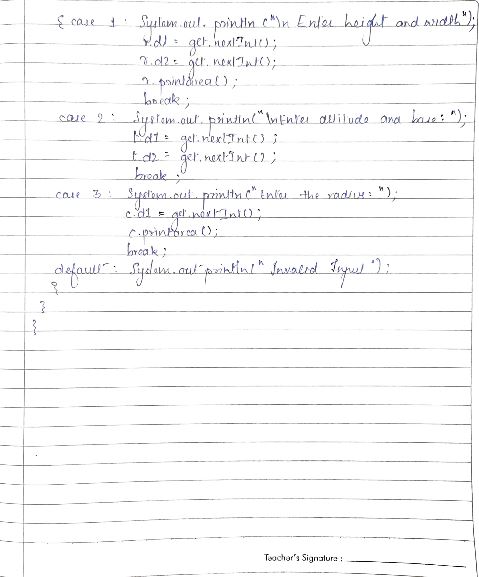 { case 1 : System.out.println ("\n Enter height and width");
r.d1 = get.nextInt();
r.d2 = get.nextInt();
r.printarea();
break;
case 2 : System.out.println("\nEnter altitude and base: ");
t.d1 = get.nextInt();
t.d2 = get.nextInt();
break;
case 3 : System.out.println("Enter the radius: ");
c.d1 = get.nextInt();
c.printarea();
break;
default : System.out println(" Invalid Input ");
}
}
}
Teacher's Signature :